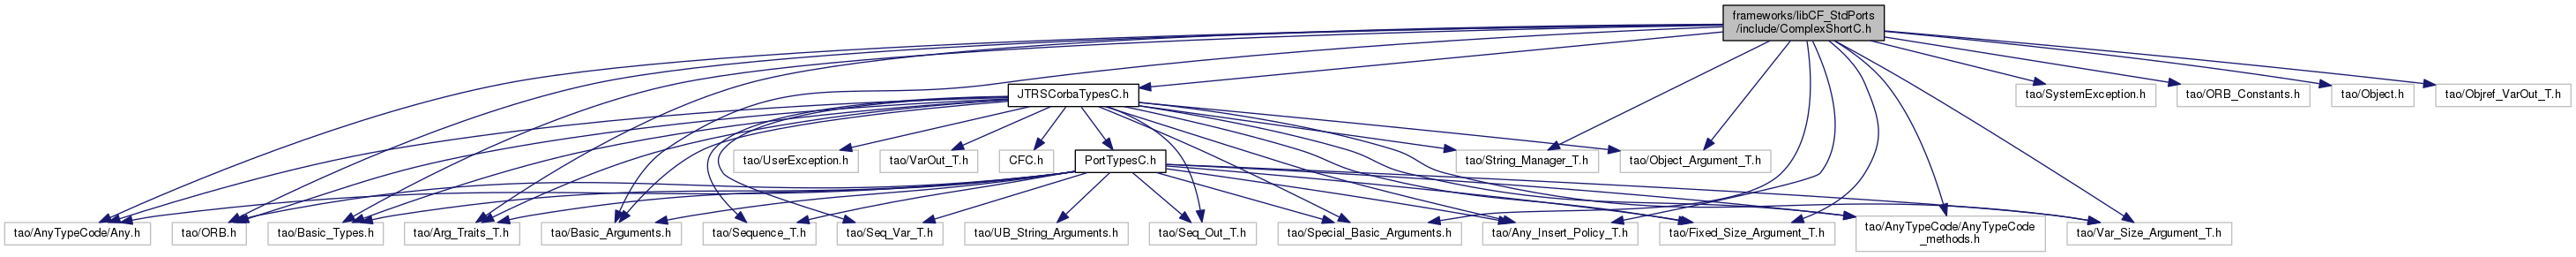 frameworks/libCF_StdPorts
/include/ComplexShortC.h
JTRSCorbaTypesC.h
tao/SystemException.h
tao/ORB_Constants.h
tao/Object.h
tao/Objref_VarOut_T.h
tao/UserException.h
tao/VarOut_T.h
CFC.h
PortTypesC.h
tao/String_Manager_T.h
tao/Object_Argument_T.h
tao/AnyTypeCode/Any.h
tao/ORB.h
tao/Basic_Types.h
tao/Arg_Traits_T.h
tao/Basic_Arguments.h
tao/Sequence_T.h
tao/Seq_Var_T.h
tao/UB_String_Arguments.h
tao/Seq_Out_T.h
tao/Special_Basic_Arguments.h
tao/Any_Insert_Policy_T.h
tao/Fixed_Size_Argument_T.h
tao/AnyTypeCode/AnyTypeCode
_methods.h
tao/Var_Size_Argument_T.h